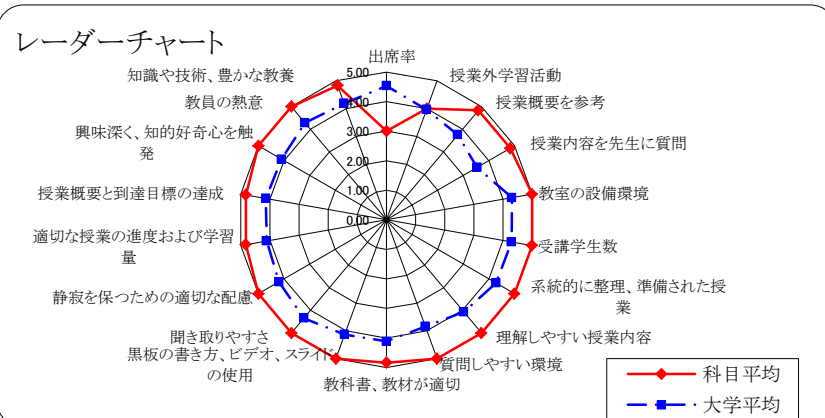 レーダーチャート
出席率
授業外学習活動
授業概要を参考
授業内容を先生に質問
教室の設備環境
受講学生数
系統的に整理、準備された授
業
理解しやすい授業内容
質問しやすい環境
教科書、教材が適切
黒板の書き方、ビデオ、スライド
の使用
聞き取りやすさ
静寂を保つための適切な配慮
適切な授業の進度および学習
量
授業概要と到達目標の達成
興味深く、知的好奇心を触
発
教員の熱意
知識や技術、豊かな教養
5.00
4.00
3.00
2.00
1.00
0.00
科目平均
大学平均